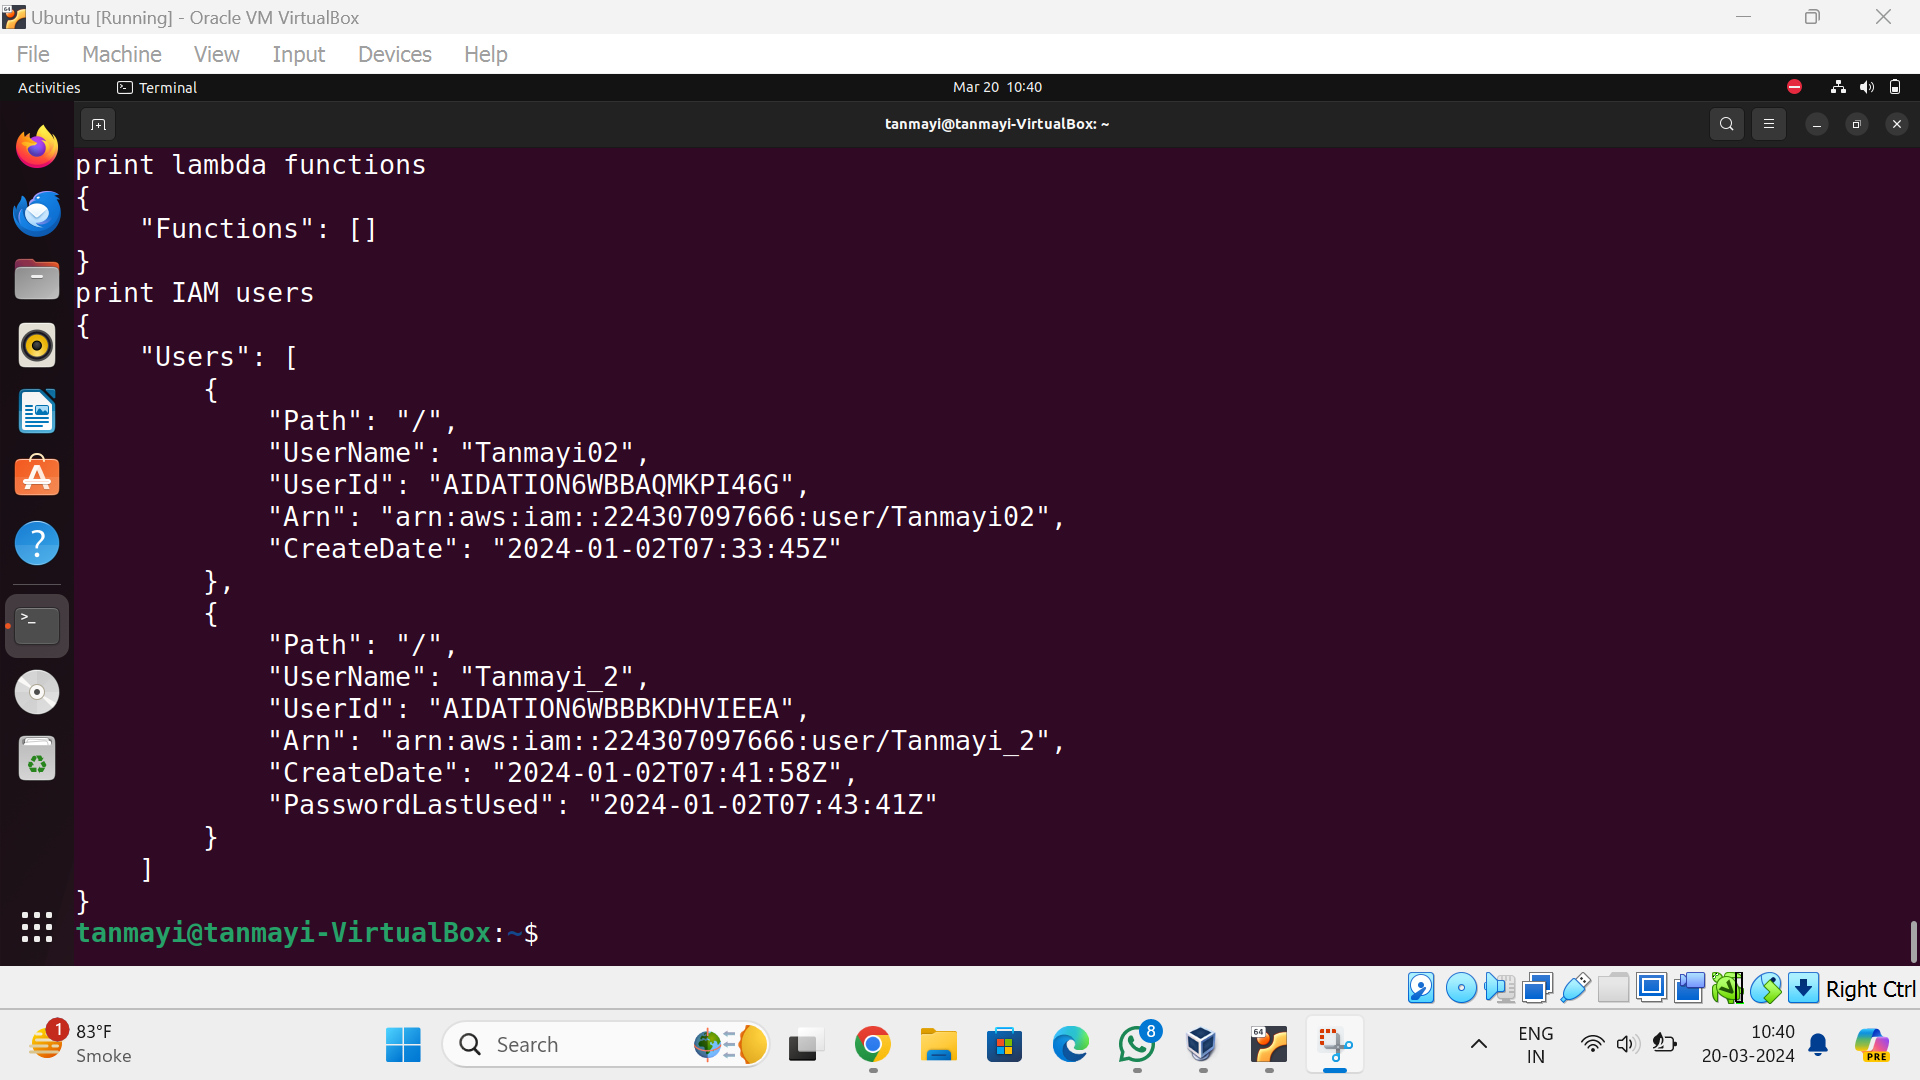 Ubuntu [Running] - Oracle VM VirtualBox
File Machine View Input Devices Help
Activities Terminal Mar 20 10:40
tanmayi@tanmayi-VirtualBox: ~
print lambda functions
{
    "Functions": []
}
print IAM users
{
    "Users": [
        {
            "Path": "/",
            "UserName": "Tanmayi02",
            "UserId": "AIDATION6WBBAQMKPI46G",
            "Arn": "arn:aws:iam::224307097666:user/Tanmayi02",
            "CreateDate": "2024-01-02T07:33:45Z"
        },
        {
            "Path": "/",
            "UserName": "Tanmayi_2",
            "UserId": "AIDATION6WBBBKDHVIEEA",
            "Arn": "arn:aws:iam::224307097666:user/Tanmayi_2",
            "CreateDate": "2024-01-02T07:41:58Z",
            "PasswordLastUsed": "2024-01-02T07:43:41Z"
        }
    ]
}
tanmayi@tanmayi-VirtualBox:~$
Right Ctrl
1 83°F
Smoke
Search
8
64
PRE
ENG
IN
10:40
20-03-2024